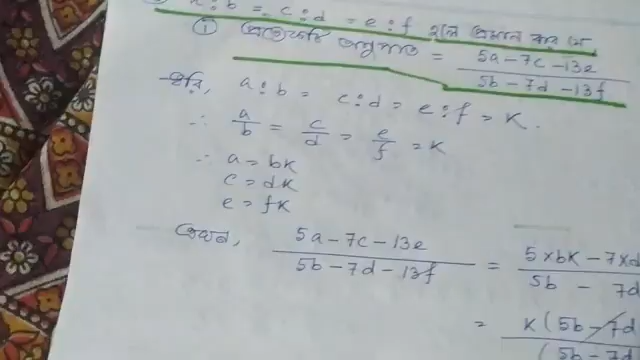 a : b = c : d = e : f হলে প্রমাণ কর যে
① প্রত্যেকটি অনুপাত = (5a - 7c - 13e)/(5b - 7d - 13f)
ধরি, a : b = c : d = e : f = K.
∴ a/b = c/d = e/f = K
∴ a = bK
c = dK
e = fK
এখন, (5a - 7c - 13e)/(5b - 7d - 13f) = 5×bK - 7×d / 5b - 7d
= K(5b - 7d / (5b - 7d